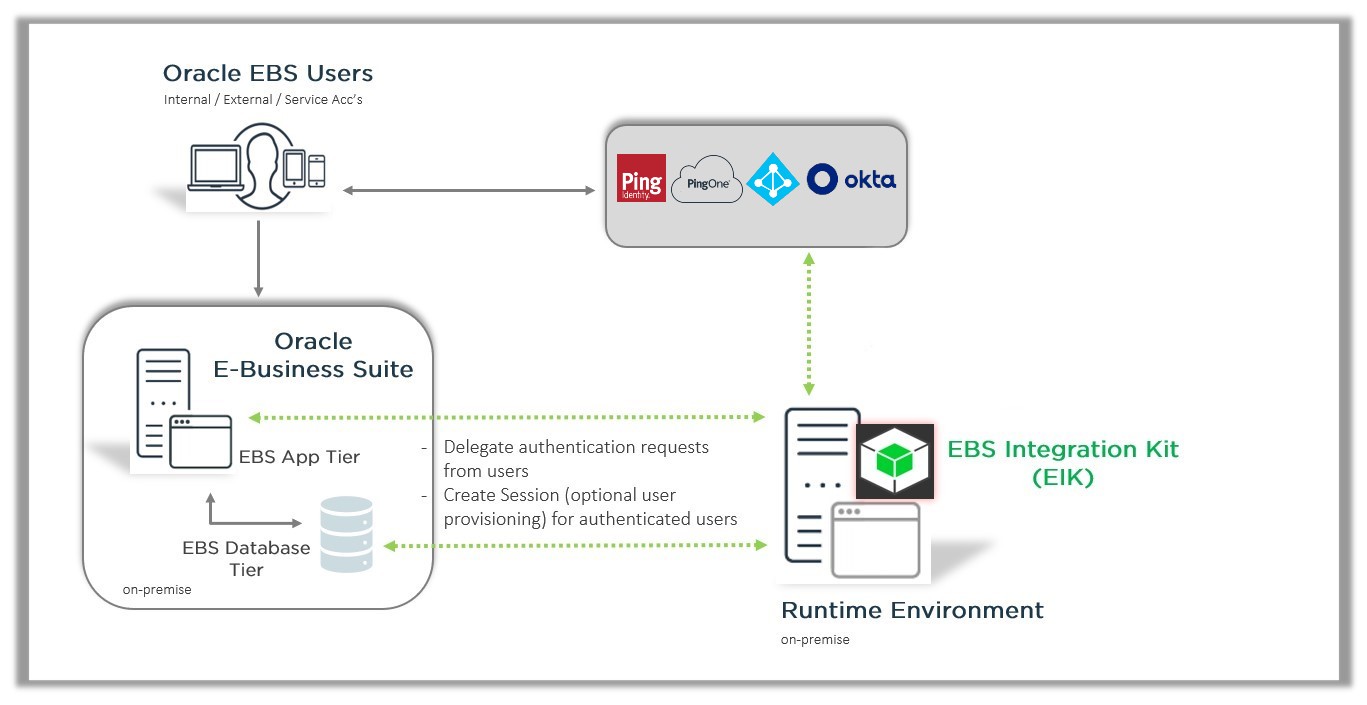 Oracle EBS Users
Internal / External / Service Acc's
Ping
Identity.
PingOne
okta
Oracle
E-Business Suite
EBS App Tier
- Delegate authentication requests
from users
- Create Session (optional user
provisioning) for authenticated users
EBS Database
Tier
on-premise
EBS Integration Kit
(EIK)
Runtime Environment
on-premise